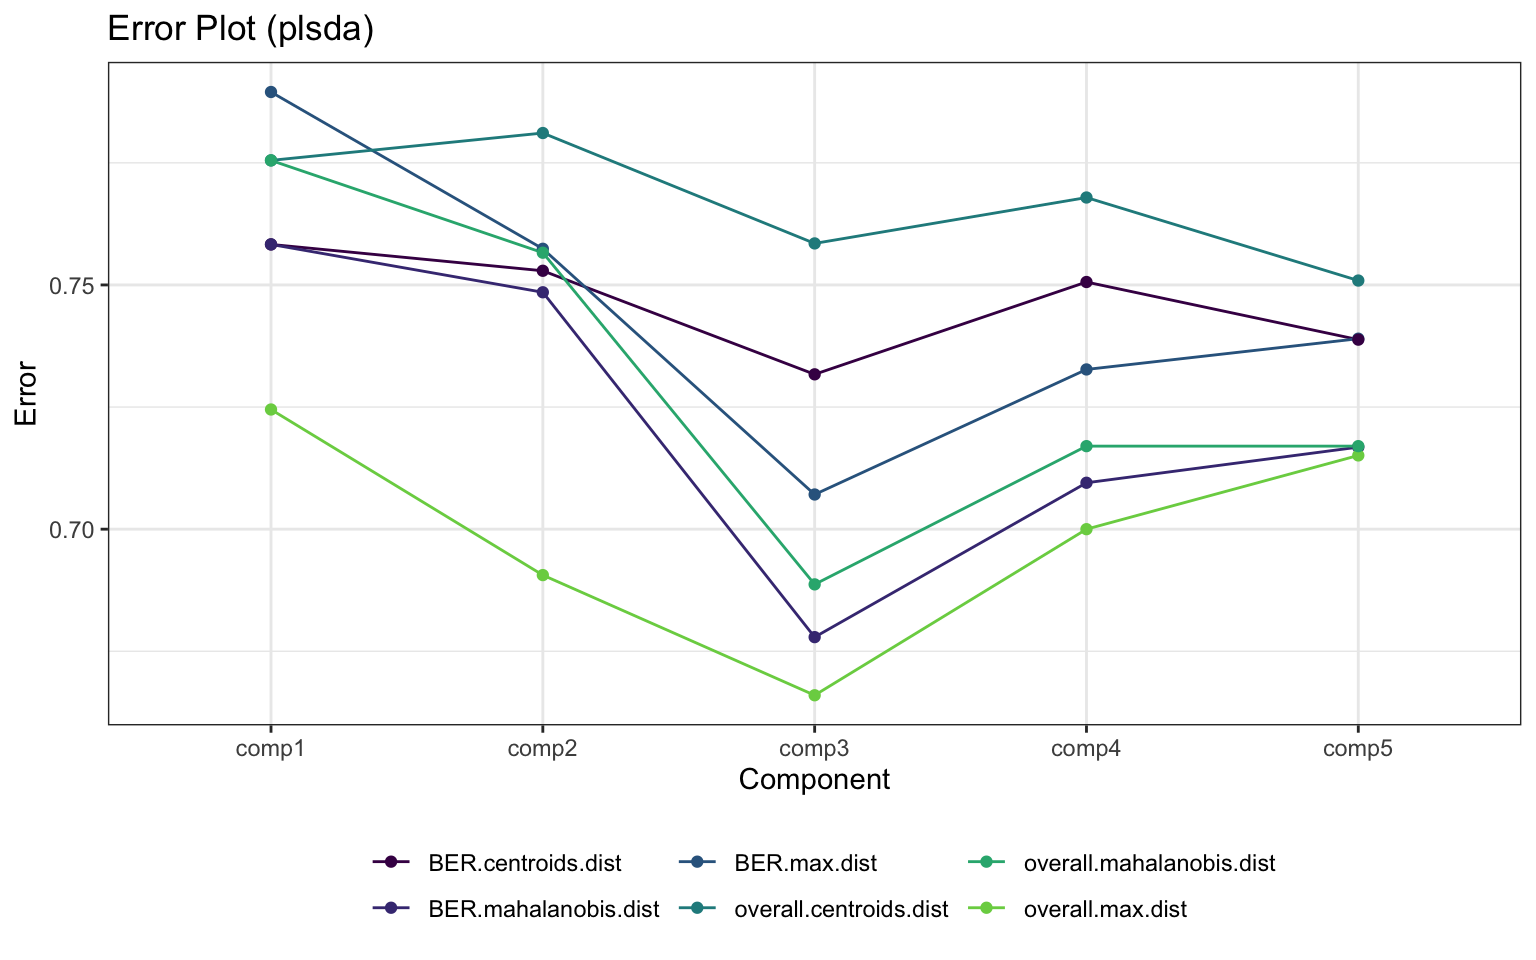 Error Plot (plsda)
Error
0.75
0.70
comp1 comp2 comp3 comp4 comp5
Component
BER.centroids.dist BER.max.dist overall.mahalanobis.dist
BER.mahalanobis.dist overall.centroids.dist overall.max.dist